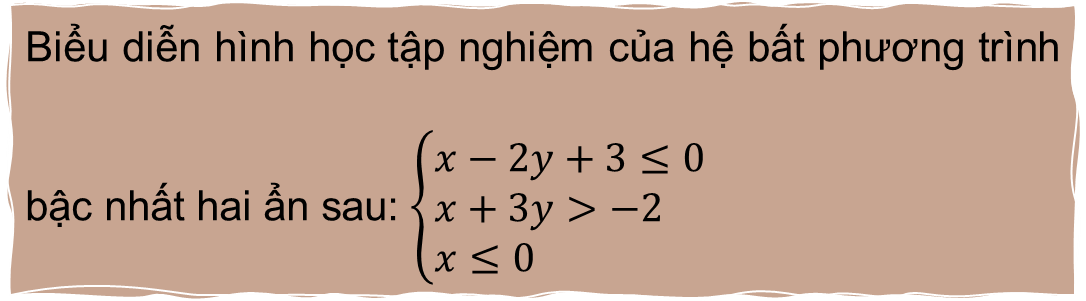 Biểu diễn hình học tập nghiệm của hệ bất phương trình
bậc nhất hai ẩn sau: { x − 2y + 3 ≤ 0
x + 3y > −2
x ≤ 0